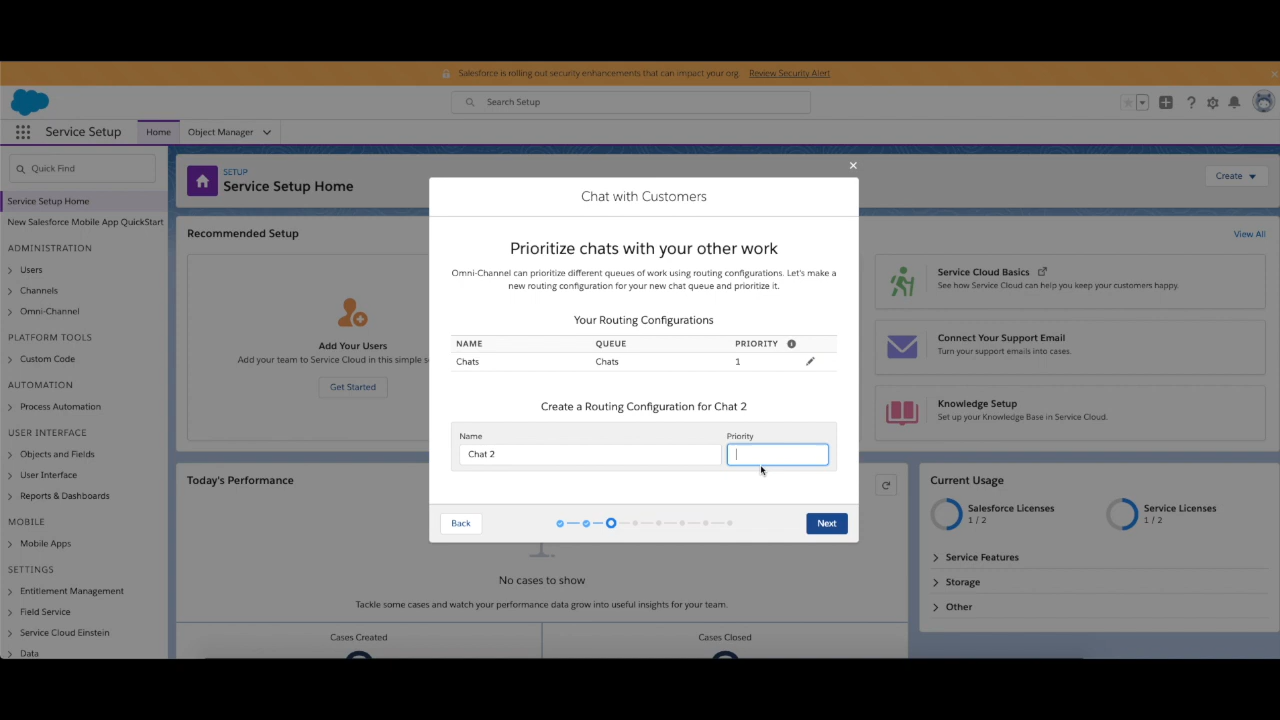 Salesforce is rolling out security enhancements that can impact your org. Review Security Alert
Search Setup
Service Setup
Home
Object Manager
Quick Find
Service Setup Home
New Salesforce Mobile App QuickStart
ADMINISTRATION
Users
Channels
Omni-Channel
PLATFORM TOOLS
Custom Code
AUTOMATION
Process Automation
USER INTERFACE
Objects and Fields
User Interface
Reports & Dashboards
MOBILE
Mobile Apps
SETTINGS
Entitlement Management
Field Service
Service Cloud Einstein
Data
SETUP
Service Setup Home
Create
Recommended Setup
View All
Add Your Users
Add your team to Service Cloud in this simple s
Get Started
Service Cloud Basics
See how Service Cloud can help you keep your customers happy.
Connect Your Support Email
Turn your support emails into cases.
Knowledge Setup
Set up your Knowledge Base in Service Cloud.
Chat with Customers
Prioritize chats with your other work
Omni-Channel can prioritize different queues of work using routing configurations. Let's make a
new routing configuration for your new chat queue and prioritize it.
Your Routing Configurations
NAME QUEUE PRIORITY
Chats Chats 1
Create a Routing Configuration for Chat 2
Name Priority
Chat 2
Back
Next
Today's Performance
No cases to show
Tackle some cases and watch your performance data grow into useful insights for your team.
Cases Created
Cases Closed
Current Usage
Salesforce Licenses
1 / 2
Service Licenses
1 / 2
Service Features
Storage
Other